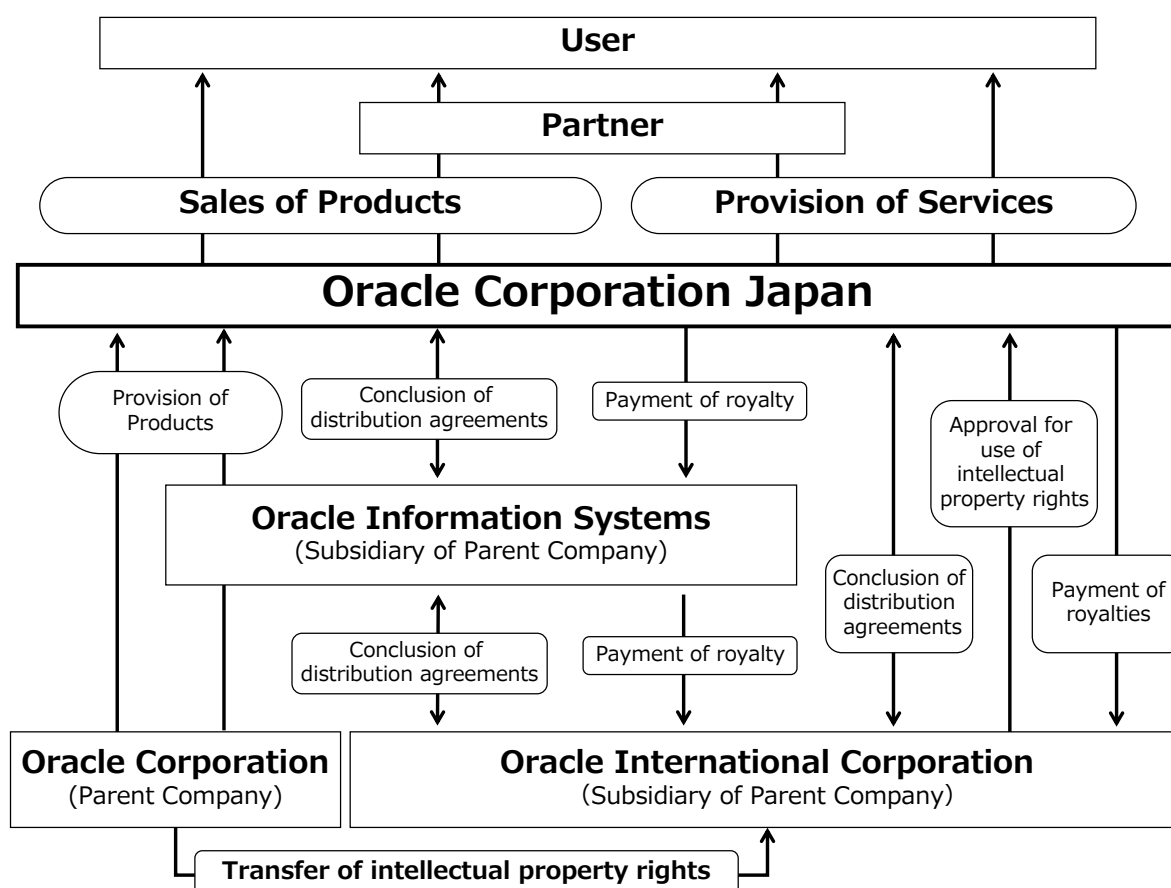 User
Partner
Sales of Products
Provision of Services
Oracle Corporation Japan
Provision of
Products
Conclusion of
distribution agreements
Payment of royalty
Approval for
use of
intellectual
property rights
Oracle Information Systems
(Subsidiary of Parent Company)
Conclusion of
distribution
agreements
Payment of
royalties
Conclusion of
distribution agreements
Payment of royalty
Oracle Corporation
(Parent Company)
Oracle International Corporation
(Subsidiary of Parent Company)
Transfer of intellectual property rights